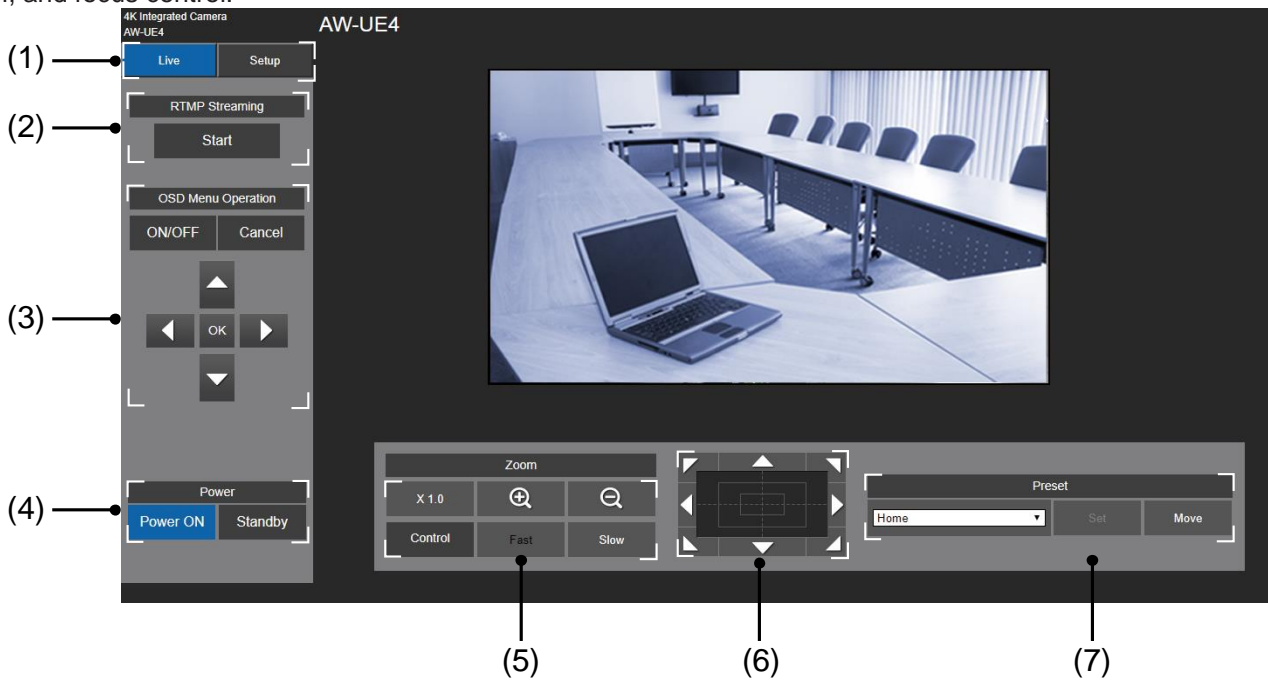 , and focus control.
4K Integrated Camera
AW-UE4
AW-UE4
(1)
Live Setup
(2)
RTMP Streaming
Start
OSD Menu Operation
ON/OFF Cancel
(3)
OK
(4)
Power
Power ON Standby
Zoom
X 1.0
Control Fast Slow
Preset
Home Set Move
(5) (6) (7)